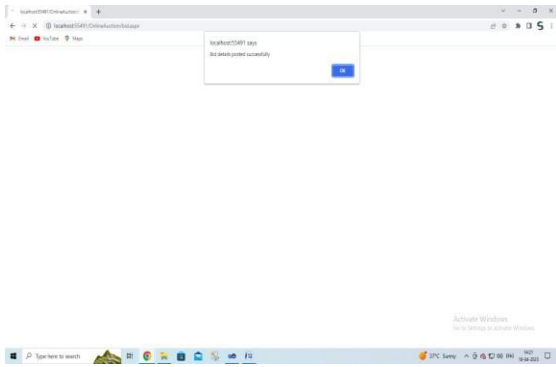 localhost:55491/OnlineAuction
localhost:55491/OnlineAuction/bid.aspx
Gmail YouTube Maps
localhost:55491 says
Bid details posted successfully
OK
Activate Windows
Go to Settings to activate Windows.
Type here to search
37°C Sunny
ENG